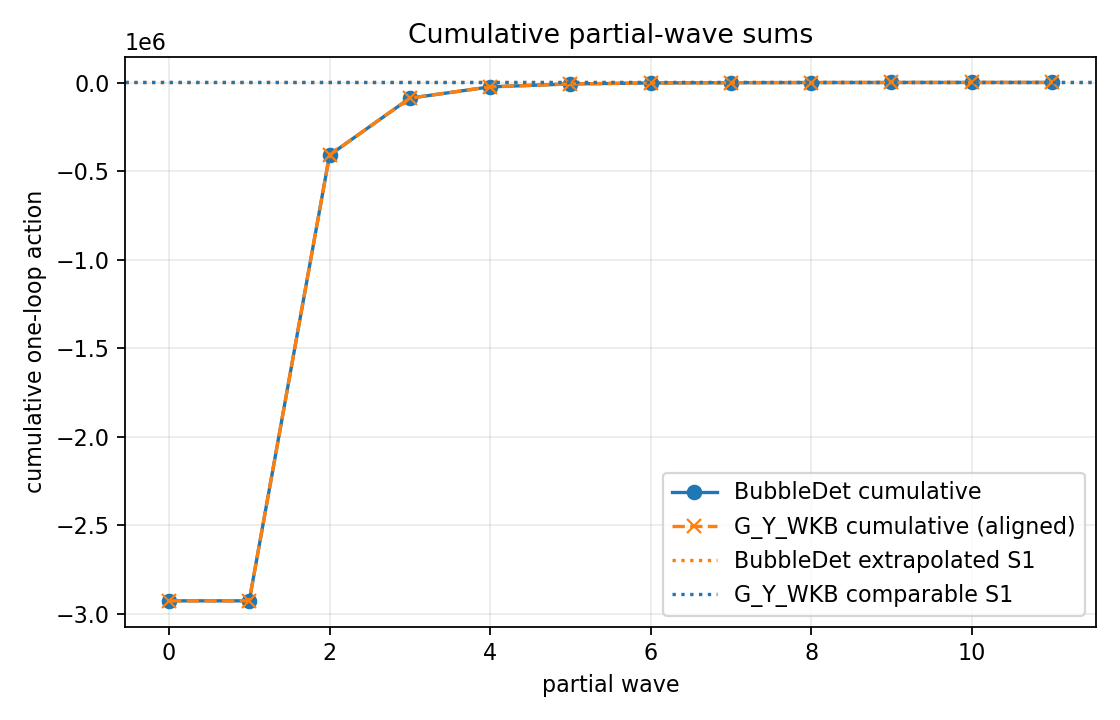 Cumulative partial-wave sums
1e6
0.0
−0.5
−1.0
−1.5
−2.0
−2.5
−3.0
cumulative one-loop action
BubbleDet cumulative
G_Y_WKB cumulative (aligned)
BubbleDet extrapolated S1
G_Y_WKB comparable S1
0 2 4 6 8 10
partial wave